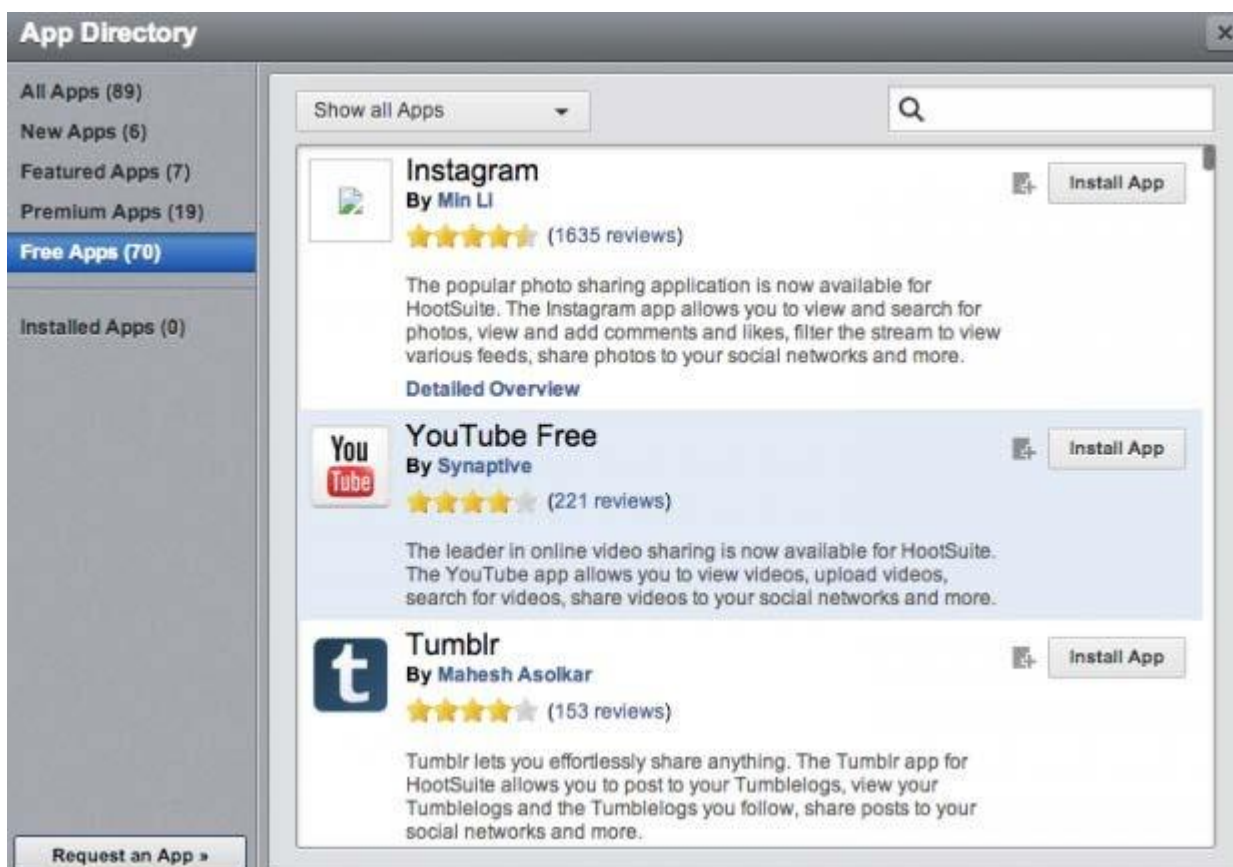 App Directory
All Apps (89)
New Apps (6)
Featured Apps (7)
Premium Apps (19)
Free Apps (70)
Installed Apps (0)
Request an App »
Show all Apps
Instagram
By Min Li
(1635 reviews)
Install App
The popular photo sharing application is now available for
HootSuite. The Instagram app allows you to view and search for
photos, view and add comments and likes, filter the stream to view
various feeds, share photos to your social networks and more.
Detailed Overview
You
Tube
YouTube Free
By Synaptive
(221 reviews)
Install App
The leader in online video sharing is now available for HootSuite.
The YouTube app allows you to view videos, upload videos,
search for videos, share videos to your social networks and more.
t
Tumblr
By Mahesh Asolkar
(153 reviews)
Install App
Tumblr lets you effortlessly share anything. The Tumblr app for
HootSuite allows you to post to your Tumblelogs, view your
Tumblelogs and the Tumblelogs you follow, share posts to your
social networks and more.